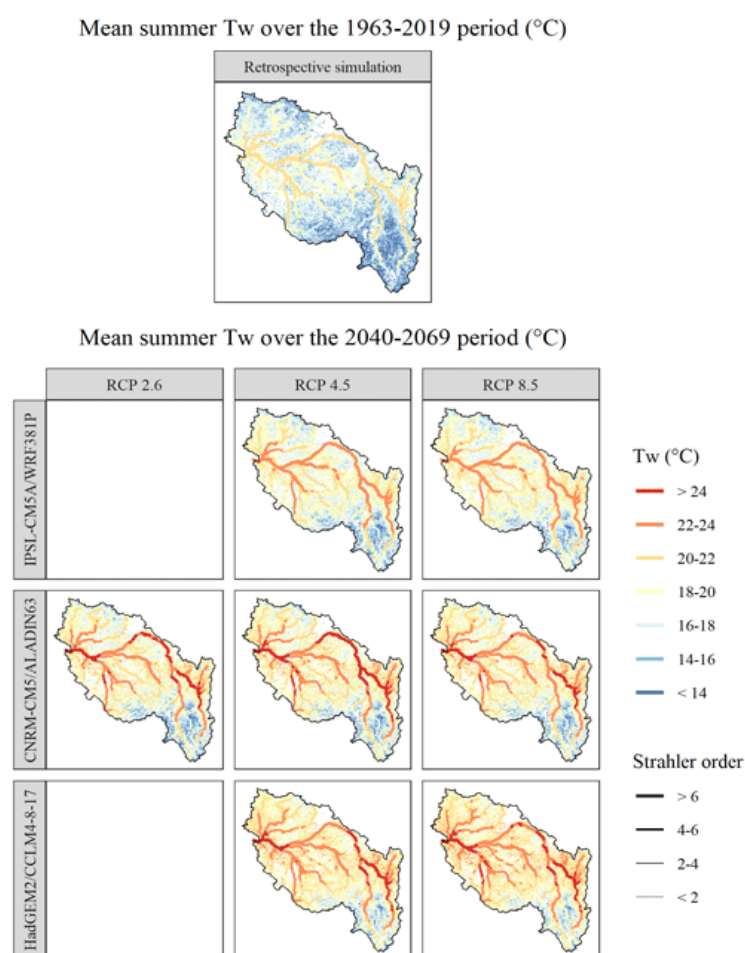 Mean summer Tw over the 1963-2019 period (°C)
Retrospective simulation
Mean summer Tw over the 2040-2069 period (°C)
RCP 2.6
RCP 4.5
RCP 8.5
IPSL-CM5A/WRF381P
CNRM-CM5/ALADIN63
HadGEM2/CCLM4-8-17
Tw (°C)
> 24
22-24
20-22
18-20
16-18
14-16
< 14
Strahler order
> 6
4-6
2-4
< 2